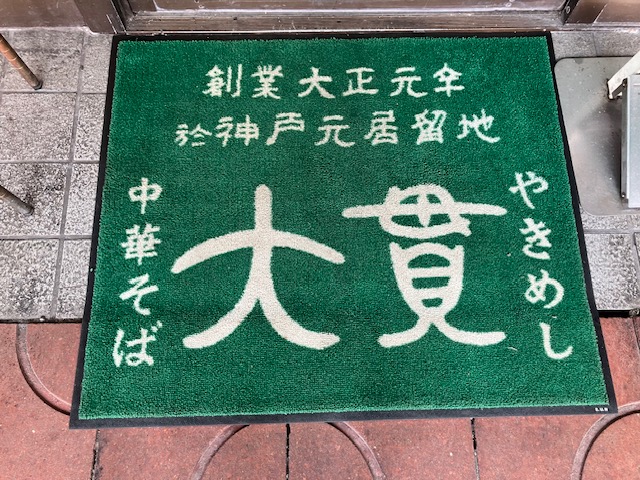 創業大正元年
於神戸元居留地
大貫
中華そば
やきめし